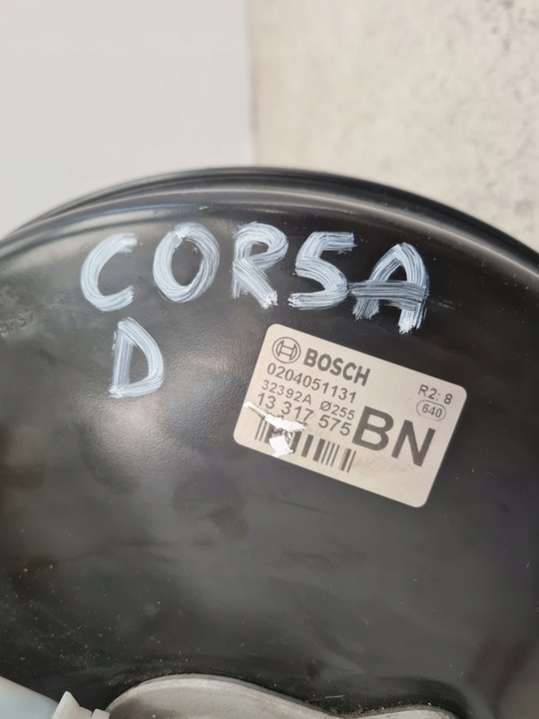 CORSA
D
BOSCH
0204051131
32392A Ø255
13 317 575
BN
R2: 8
640